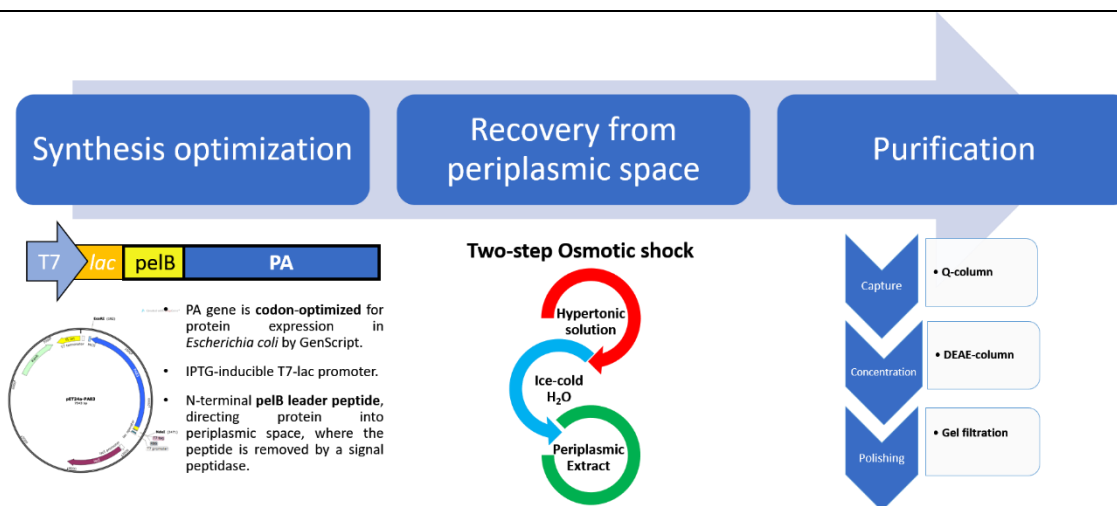 Synthesis optimization
Recovery from
periplasmic space
Purification
T7
lac
pelB
PA
• PA gene is codon-optimized for
protein expression in
Escherichia coli by GenScript.
• IPTG-inducible T7-lac promoter.
• N-terminal pelB leader peptide,
directing protein into
periplasmic space, where the
peptide is removed by a signal
peptidase.
Two-step Osmotic shock
Hypertonic
solution
Ice-cold
H₂O
Periplasmic
Extract
Capture
• Q-column
Concentration
• DEAE-column
Polishing
• Gel filtration